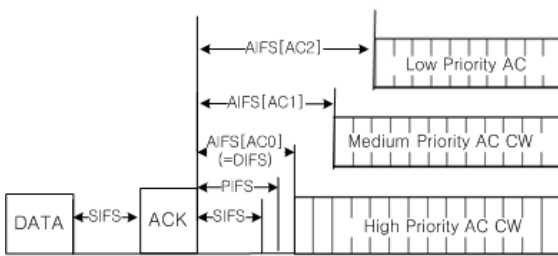 AIFS[AC2]
Low Priority AC
AIFS[AC1]
AIFS[AC0]
(=DIFS)
Medium Priority AC CW
PIFS
DATA
SIFS
ACK
SIFS
High Priority AC CW